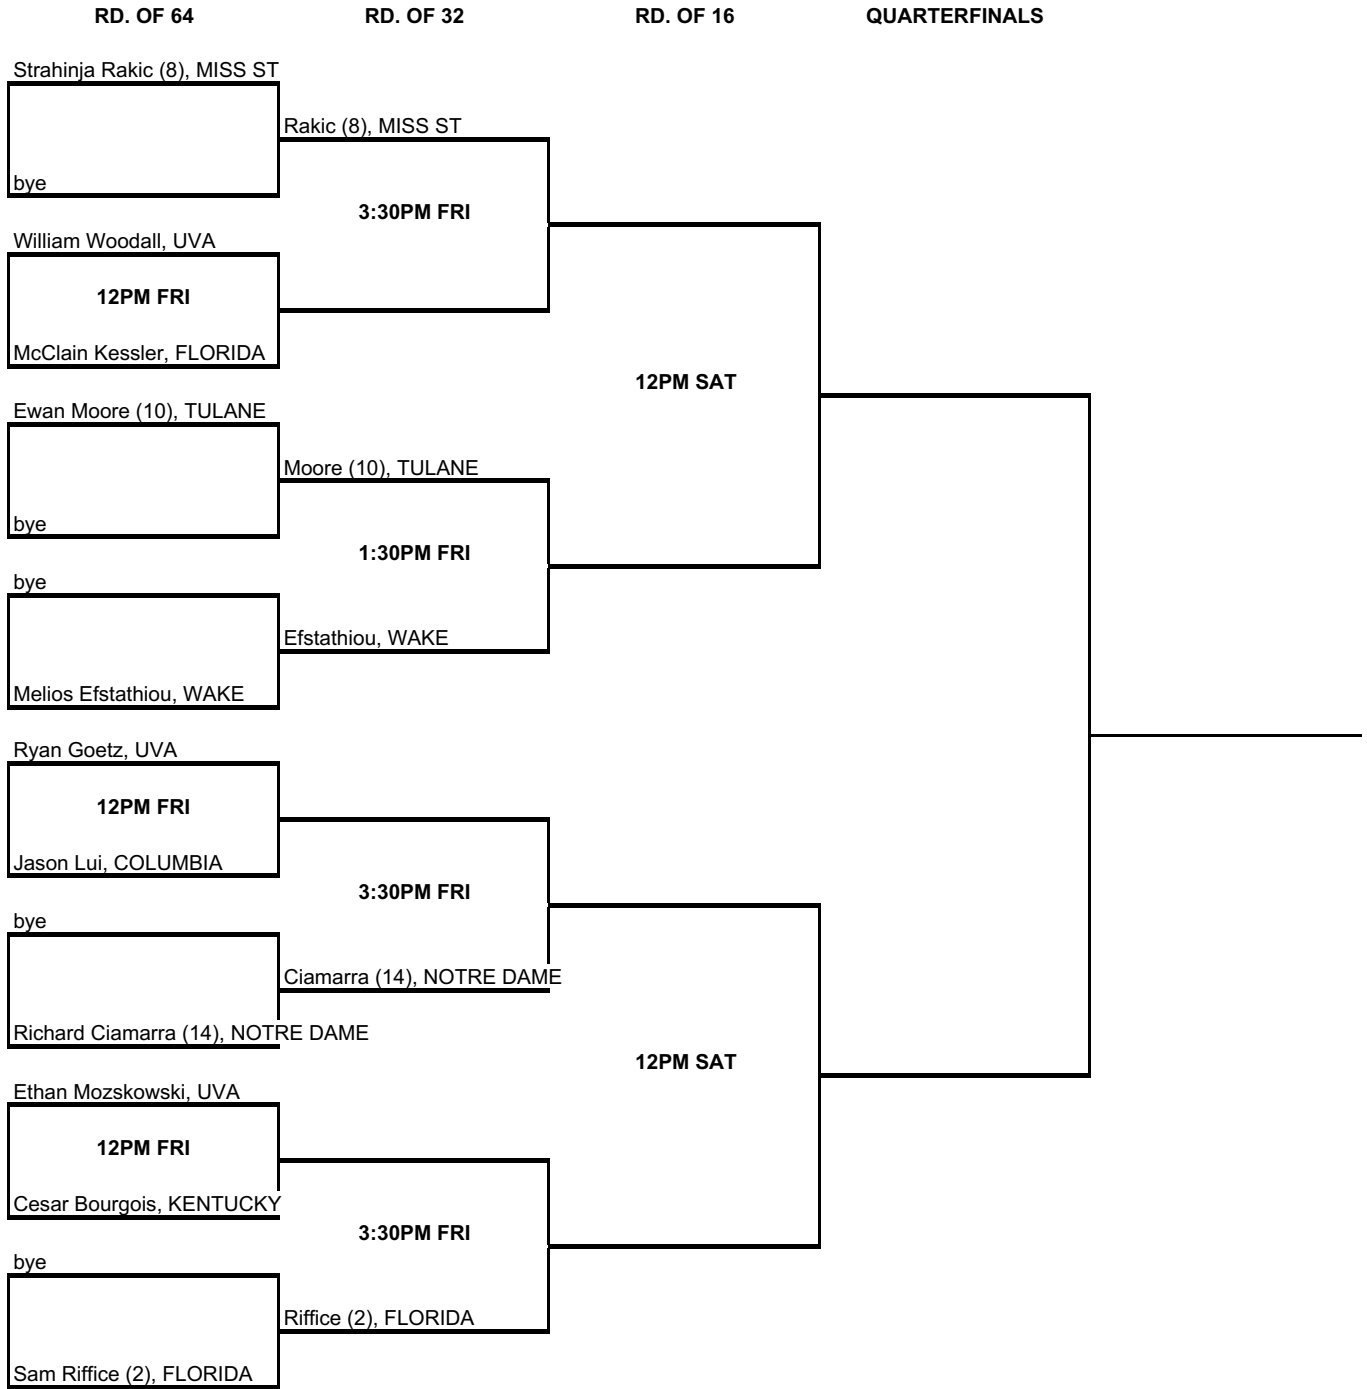 RD. OF 64 RD. OF 32 RD. OF 16 QUARTERFINALS
Strahinja Rakic (8), MISS ST
Rakic (8), MISS ST
bye
3:30PM FRI
William Woodall, UVA
12PM FRI
McClain Kessler, FLORIDA
12PM SAT
Ewan Moore (10), TULANE
Moore (10), TULANE
bye
1:30PM FRI
bye
Efstathiou, WAKE
Melios Efstathiou, WAKE
Ryan Goetz, UVA
12PM FRI
Jason Lui, COLUMBIA
3:30PM FRI
bye
Ciamarra (14), NOTRE DAME
Richard Ciamarra (14), NOTRE DAME
12PM SAT
Ethan Mozskowski, UVA
12PM FRI
Cesar Bourgois, KENTUCKY
3:30PM FRI
bye
Riffice (2), FLORIDA
Sam Riffice (2), FLORIDA